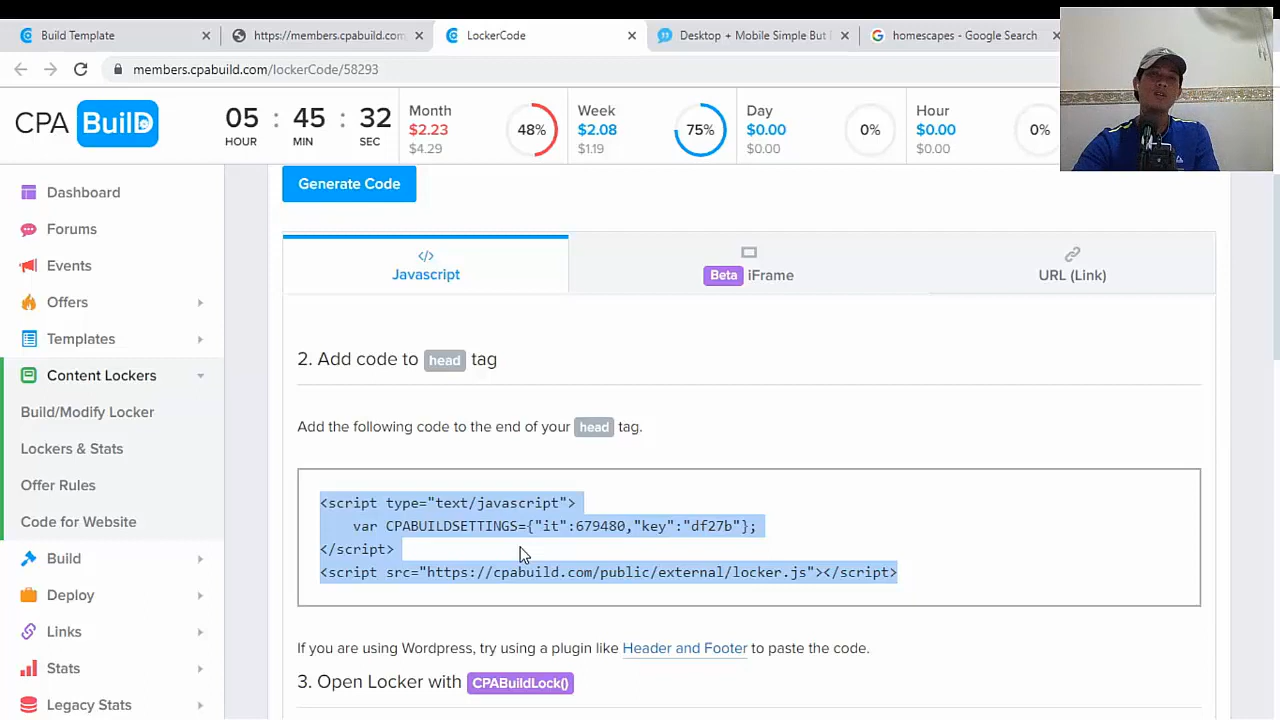 Build Template
https://members.cpabuild.com
LockerCode
Desktop + Mobile Simple But
homescapes - Google Search
members.cpabuild.com/lockerCode/58293
CPA BuilD
05 : 45 : 32
HOUR MIN SEC
Month
$2.23
$4.29
48%
Week
$2.08
$1.19
75%
Day
$0.00
$0.00
0%
Hour
$0.00
$0.00
0%
Dashboard
Forums
Events
Offers
Templates
Content Lockers
Build/Modify Locker
Lockers & Stats
Offer Rules
Code for Website
Build
Deploy
Links
Stats
Legacy Stats
Generate Code
</>
Javascript
Beta iFrame
URL (Link)
2. Add code to head tag
Add the following code to the end of your head tag.
<script type="text/javascript">
var CPABUILDSETTINGS={"it":679480,"key":"df27b"};
</script>
<script src="https://cpabuild.com/public/external/locker.js"></script>
If you are using Wordpress, try using a plugin like Header and Footer to paste the code.
3. Open Locker with CPABuildLock()